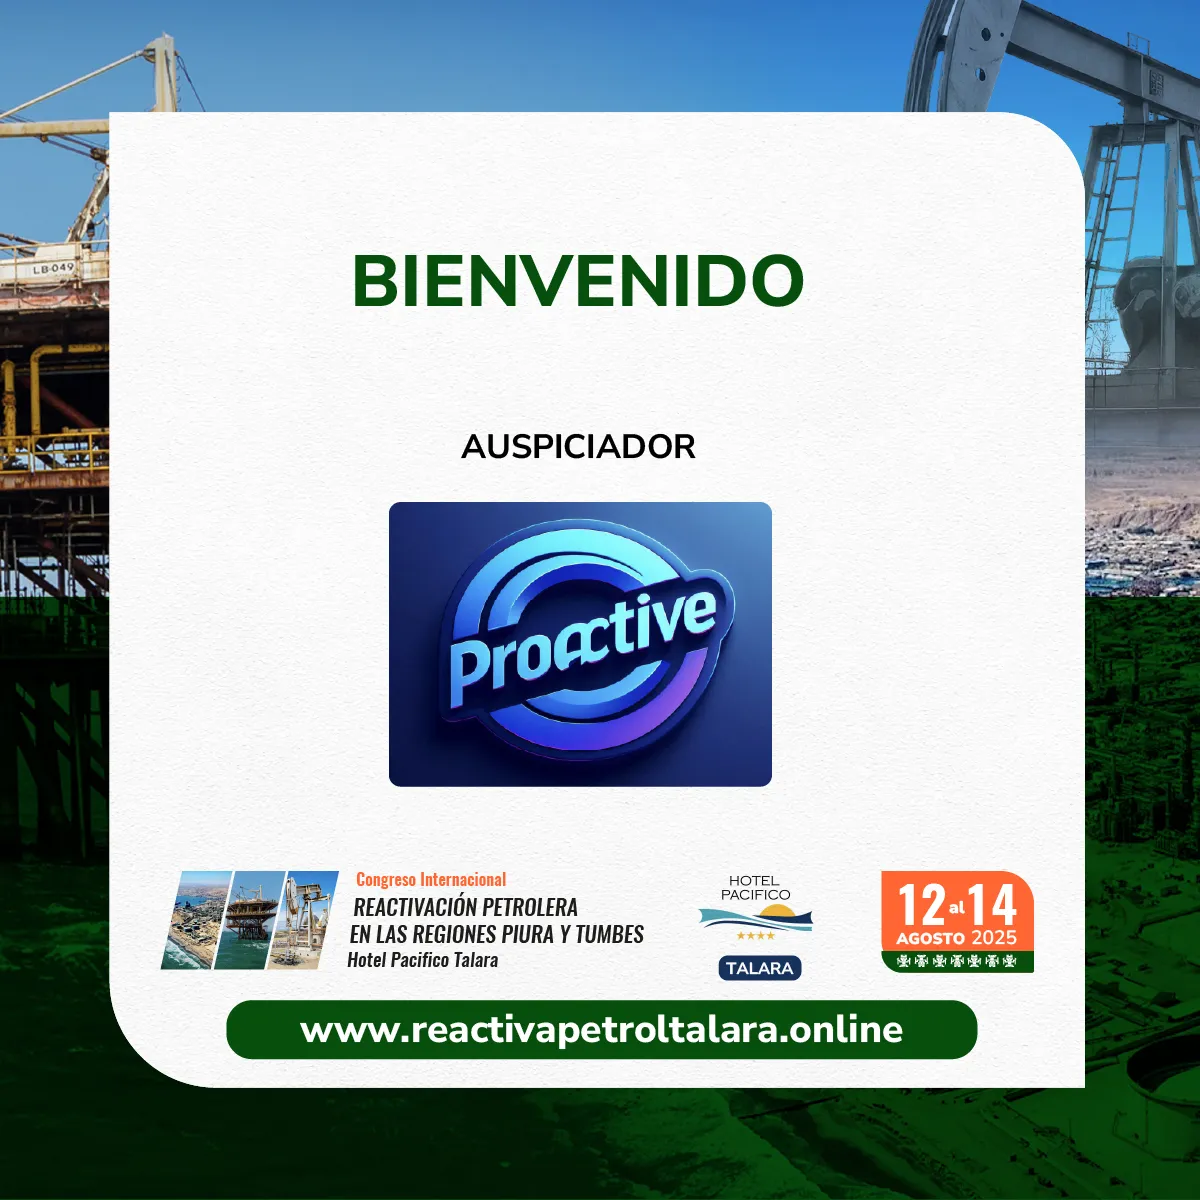 LB-049
BIENVENIDO
AUSPICIADOR
Proactive
Congreso Internacional
REACTIVACIÓN PETROLERA
EN LAS REGIONES PIURA Y TUMBES
Hotel Pacifico Talara
HOTEL
PACIFICO
TALARA
12 al 14
AGOSTO 2025
www.reactivapetroltalara.online